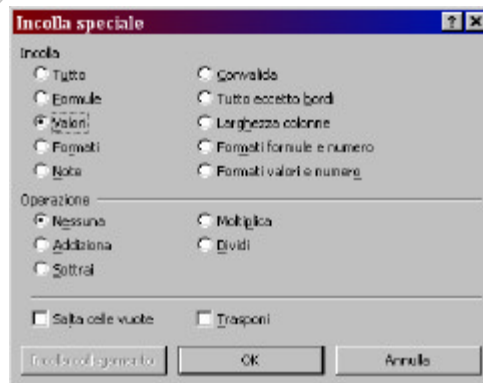 Incolla speciale
Incolla
Tutto
Convalida
Formule
Tutto eccetto bordi
Valori
Larghezza colonne
Formati
Formati formule e numero
Note
Formati valori e numero
Operazione
Nessuna
Moltiplica
Addiziona
Dividi
Sottrai
Salta celle vuote
Trasponi
Incolla collegamento
OK
Annulla